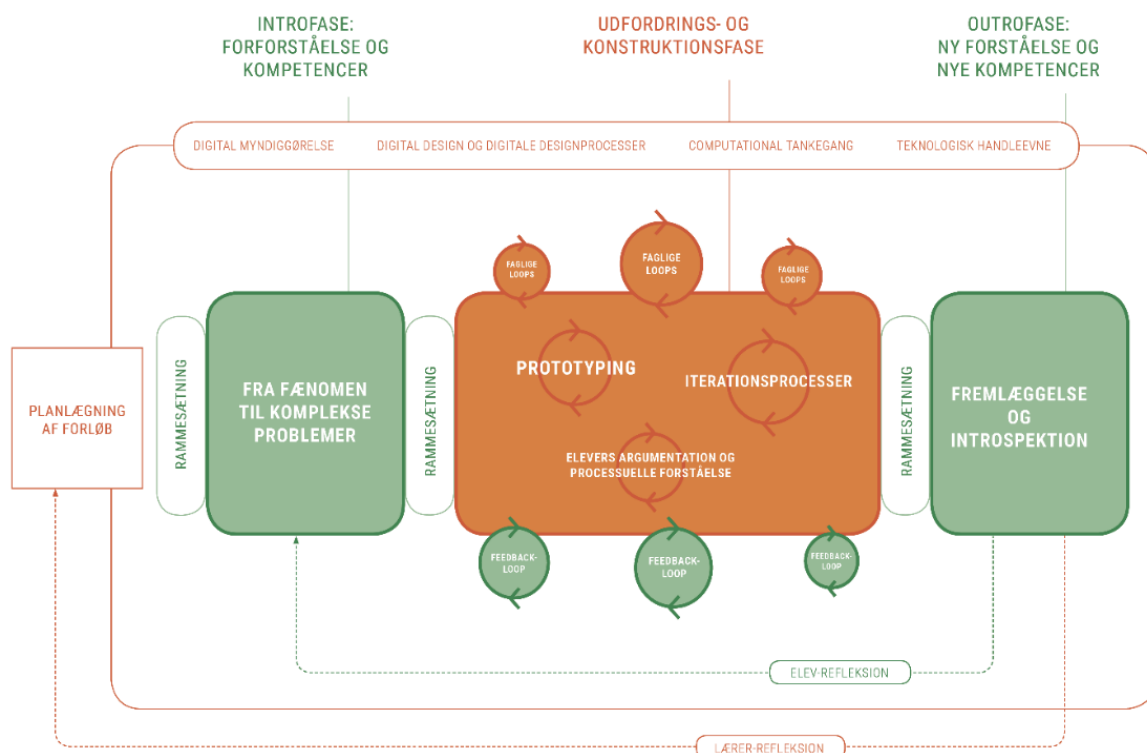 INTROFASE:
FORFORSTÅELSE OG
KOMPETENCER
UDFORDRINGS- OG
KONSTRUKTIONSFASE
OUTROFASE:
NY FORSTÅELSE OG
NYE KOMPETENCER
DIGITAL MYNDIGGØRELSE
DIGITAL DESIGN OG DIGITALE DESIGNPROCESSER
COMPUTATIONAL TANKEGANG
TEKNOLOGISK HANDLEEVNE
FAGLIGE
LOOPS
FAGLIGE
LOOPS
FAGLIGE
LOOPS
PLANLÆGNING
AF FORLØB
RAMMESÆTNING
FRA FÆNOMEN
TIL KOMPLEKSE
PROBLEMER
RAMMESÆTNING
PROTOTYPING
ITERATIONSPROCESSER
ELEVERS ARGUMENTATION OG
PROCESSUELLE FORSTÅELSE
RAMMESÆTNING
FREMLÆGGELSE
OG
INTROSPEKTION
FEEDBACK-
LOOP
FEEDBACK-
LOOP
FEEDBACK-
LOOP
ELEV-REFLEKSION
LÆRER-REFLEKSION